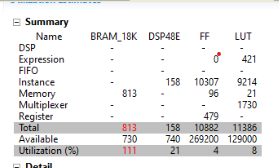 Summary
Name BRAM_18K DSP48E FF LUT
DSP - - - -
Expression - - 0 421
FIFO - - - -
Instance - 158 10307 9214
Memory 813 - 96 21
Multiplexer - - - 1730
Register - - 479 -
Total 813 158 10882 11386
Available 730 740 269200 129000
Utilization (%) 111 21 4 8
Detail